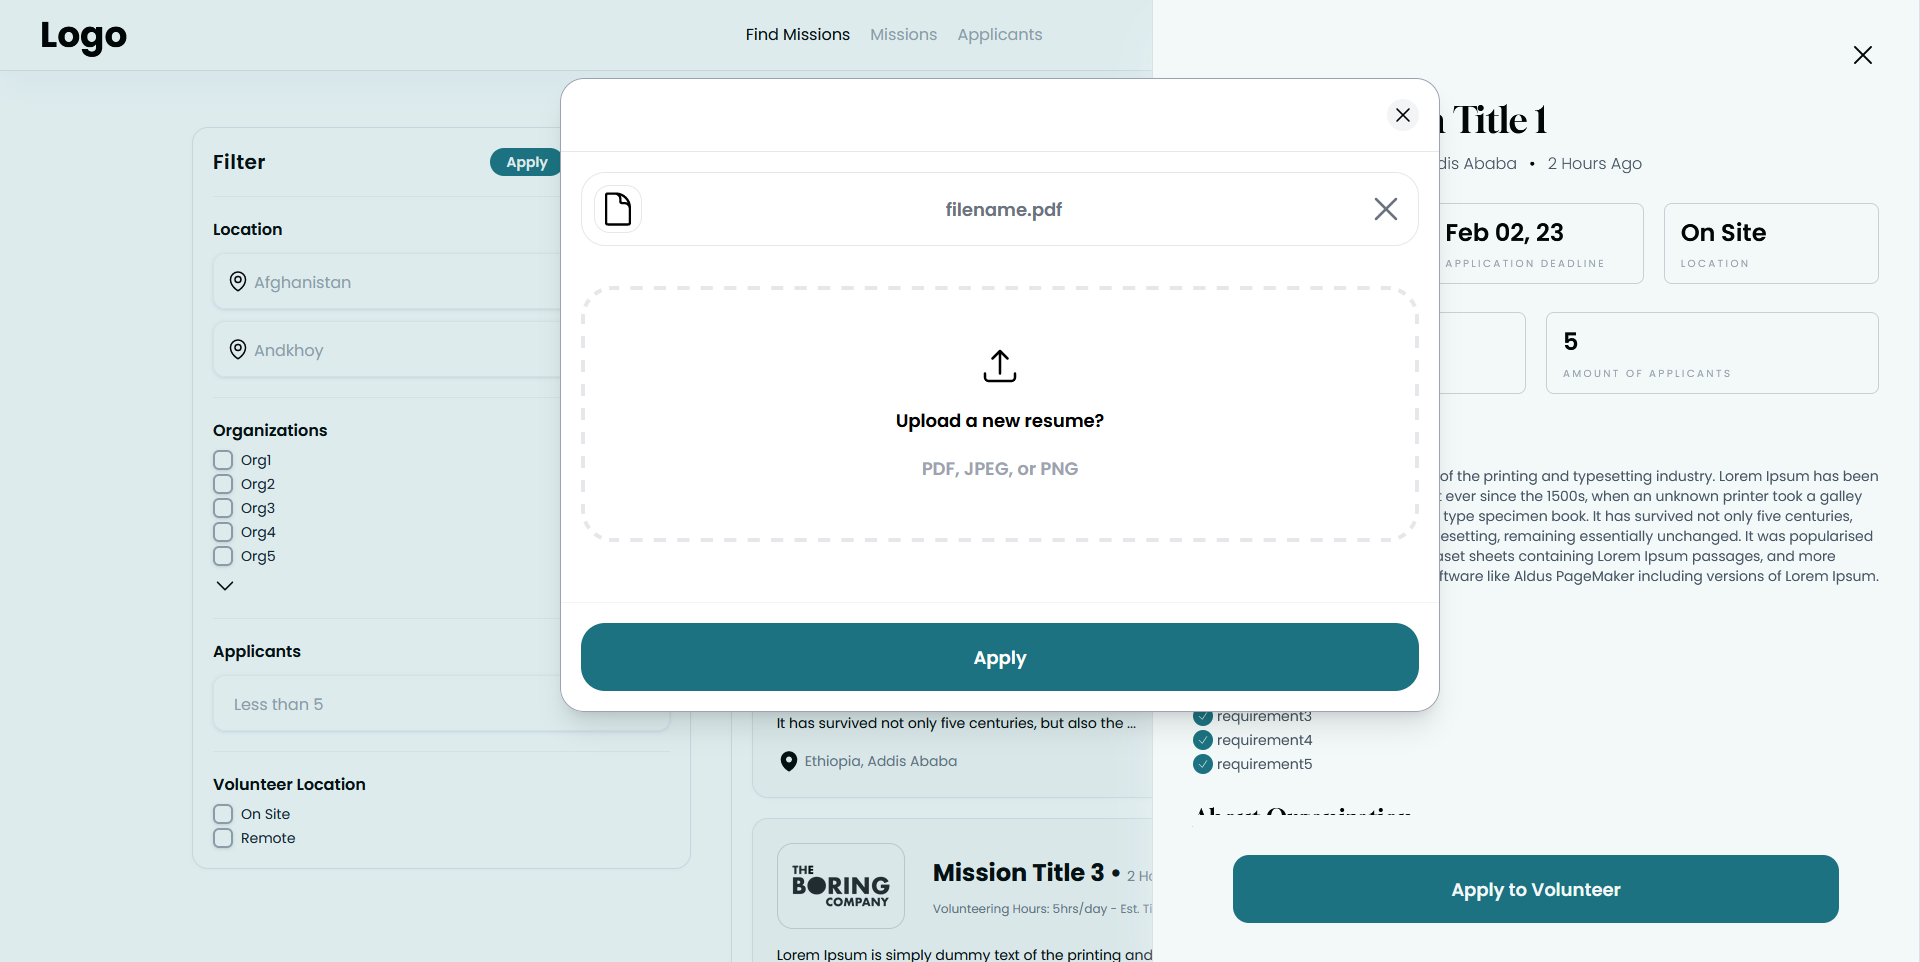 Logo
Find Missions
Missions
Applicants
Filter
Apply
Location
Afghanistan
Andkhoy
Organizations
Org1
Org2
Org3
Org4
Org5
Applicants
Less than 5
Volunteer Location
On Site
Remote
filename.pdf
Upload a new resume?
PDF, JPEG, or PNG
Apply
It has survived not only five centuries, but also the ...
Ethiopia, Addis Ababa
THE
BORING
COMPANY
Mission Title 3 • 2
Volunteering Hours: 5hrs/day - Est.
Lorem Ipsum is simply dummy text of the printing and
Title 1
Ababa • 2 Hours Ago
Feb 02, 23
APPLICATION DEADLINE
On Site
LOCATION
5
AMOUNT OF APPLICANTS
of the printing and typesetting industry. Lorem Ipsum has been
ever since the 1500s, when an unknown printer took a galley
type specimen book. It has survived not only five centuries,
remaining essentially unchanged. It was popularised
sheets containing Lorem Ipsum passages, and more
like Aldus PageMaker including versions of Lorem Ipsum.
requirement3
requirement4
requirement5
About Organization
Apply to Volunteer